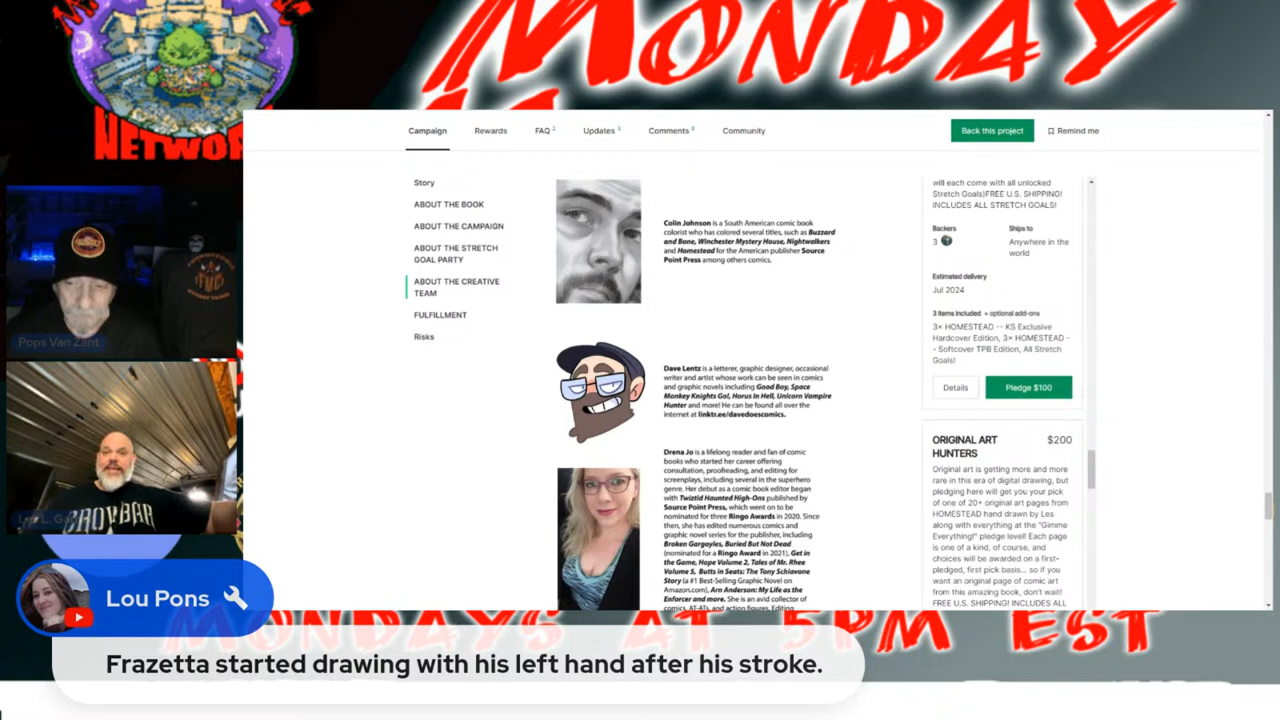 MONDAY
NETWOR
Campaign
Rewards
FAQ 2
Updates 3
Comments 8
Community
Back this project
Remind me
Story
ABOUT THE BOOK
ABOUT THE CAMPAIGN
ABOUT THE STRETCH
GOAL PARTY
ABOUT THE CREATIVE
TEAM
FULFILLMENT
Risks
Colin Johnson is a South American comic book
colorist who has colored several titles, such as Buzzard
and Bone, Winchester Mystery House, Nightwalkers
and Homestead for the American publisher Source
Point Press among others comics.
Dave Lentz is a letterer, graphic designer, occasional
writer and artist whose work can be seen in comics
and graphic novels including Good Boy, Space
Monkey Knights Go!, Horus In Hell, Unicorn Vampire
Hunter and more! He can be found all over the
internet at linktr.ee/davedoescomics.
Drena Jo is a lifelong reader and fan of comic
books who started her career offering
consultation, proofreading, and editing for
screenplays, including several in the superhero
genre. Her debut as a comic book editor began
with Twiztid Haunted High-Ons published by
Source Point Press, which went on to be
nominated for three Ringo Awards in 2020. Since
then, she has edited numerous comics and
graphic novel series for the publisher, including
Broken Gargoyles, Buried But Not Dead
(nominated for a Ringo Award in 2021), Get in
the Game, Hope Volume 2, Tales of Mr. Rhee
Volume 5, Butts in Seats: The Tony Schiavone
Story (a #1 Best-Selling Graphic Novel on
Amazon.com), Arn Anderson: My Life as the
Enforcer and more. She is an avid collector of
comics, AT-ATs, and action figures. Editing
will each come with all unlocked
Stretch Goals)FREE U.S. SHIPPING!
INCLUDES ALL STRETCH GOALS!
Backers
3
Ships to
Anywhere in the
world
Estimated delivery
Jul 2024
3 items included + optional add-ons
3× HOMESTEAD -- KS Exclusive
Hardcover Edition, 3× HOMESTEAD -
- Softcover TPB Edition, All Stretch
Goals!
Details
Pledge $100
ORIGINAL ART
HUNTERS
$200
Original art is getting more and more
rare in this era of digital drawing, but
pledging here will get you your pick
of one of 20+ original art pages from
HOMESTEAD hand drawn by Les
along with everything at the "Gimme
Everything!" pledge level! Each page
is one of a kind, of course, and
choices will be awarded on a first-
pledged, first pick basis... so if you
want an original page of comic art
from this amazing book, don't wait!
FREE U.S. SHIPPING! INCLUDES ALL
Pops Van Zant
CROWBAR
Lou Pons
MONDAYS AT 5PM EST
Frazetta started drawing with his left hand after his stroke.